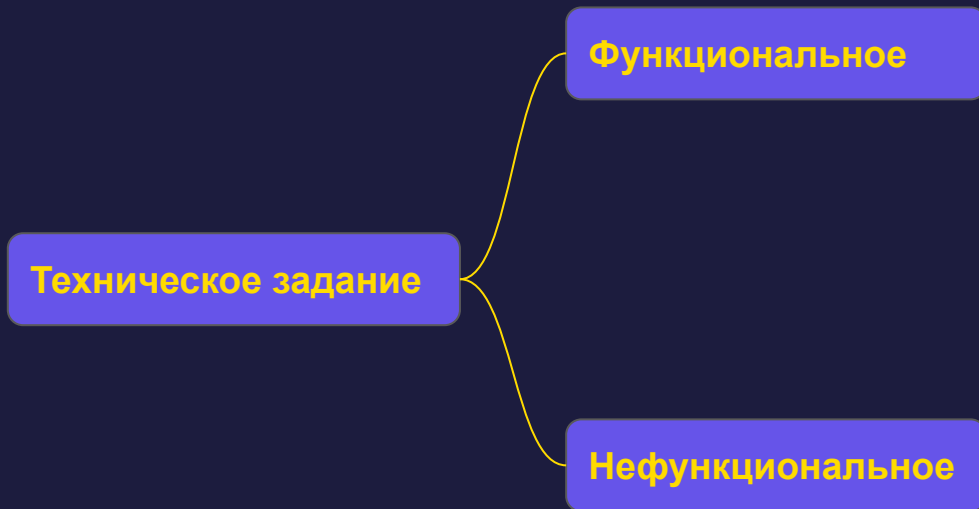 Функциональное
Техническое задание
Нефункциональное